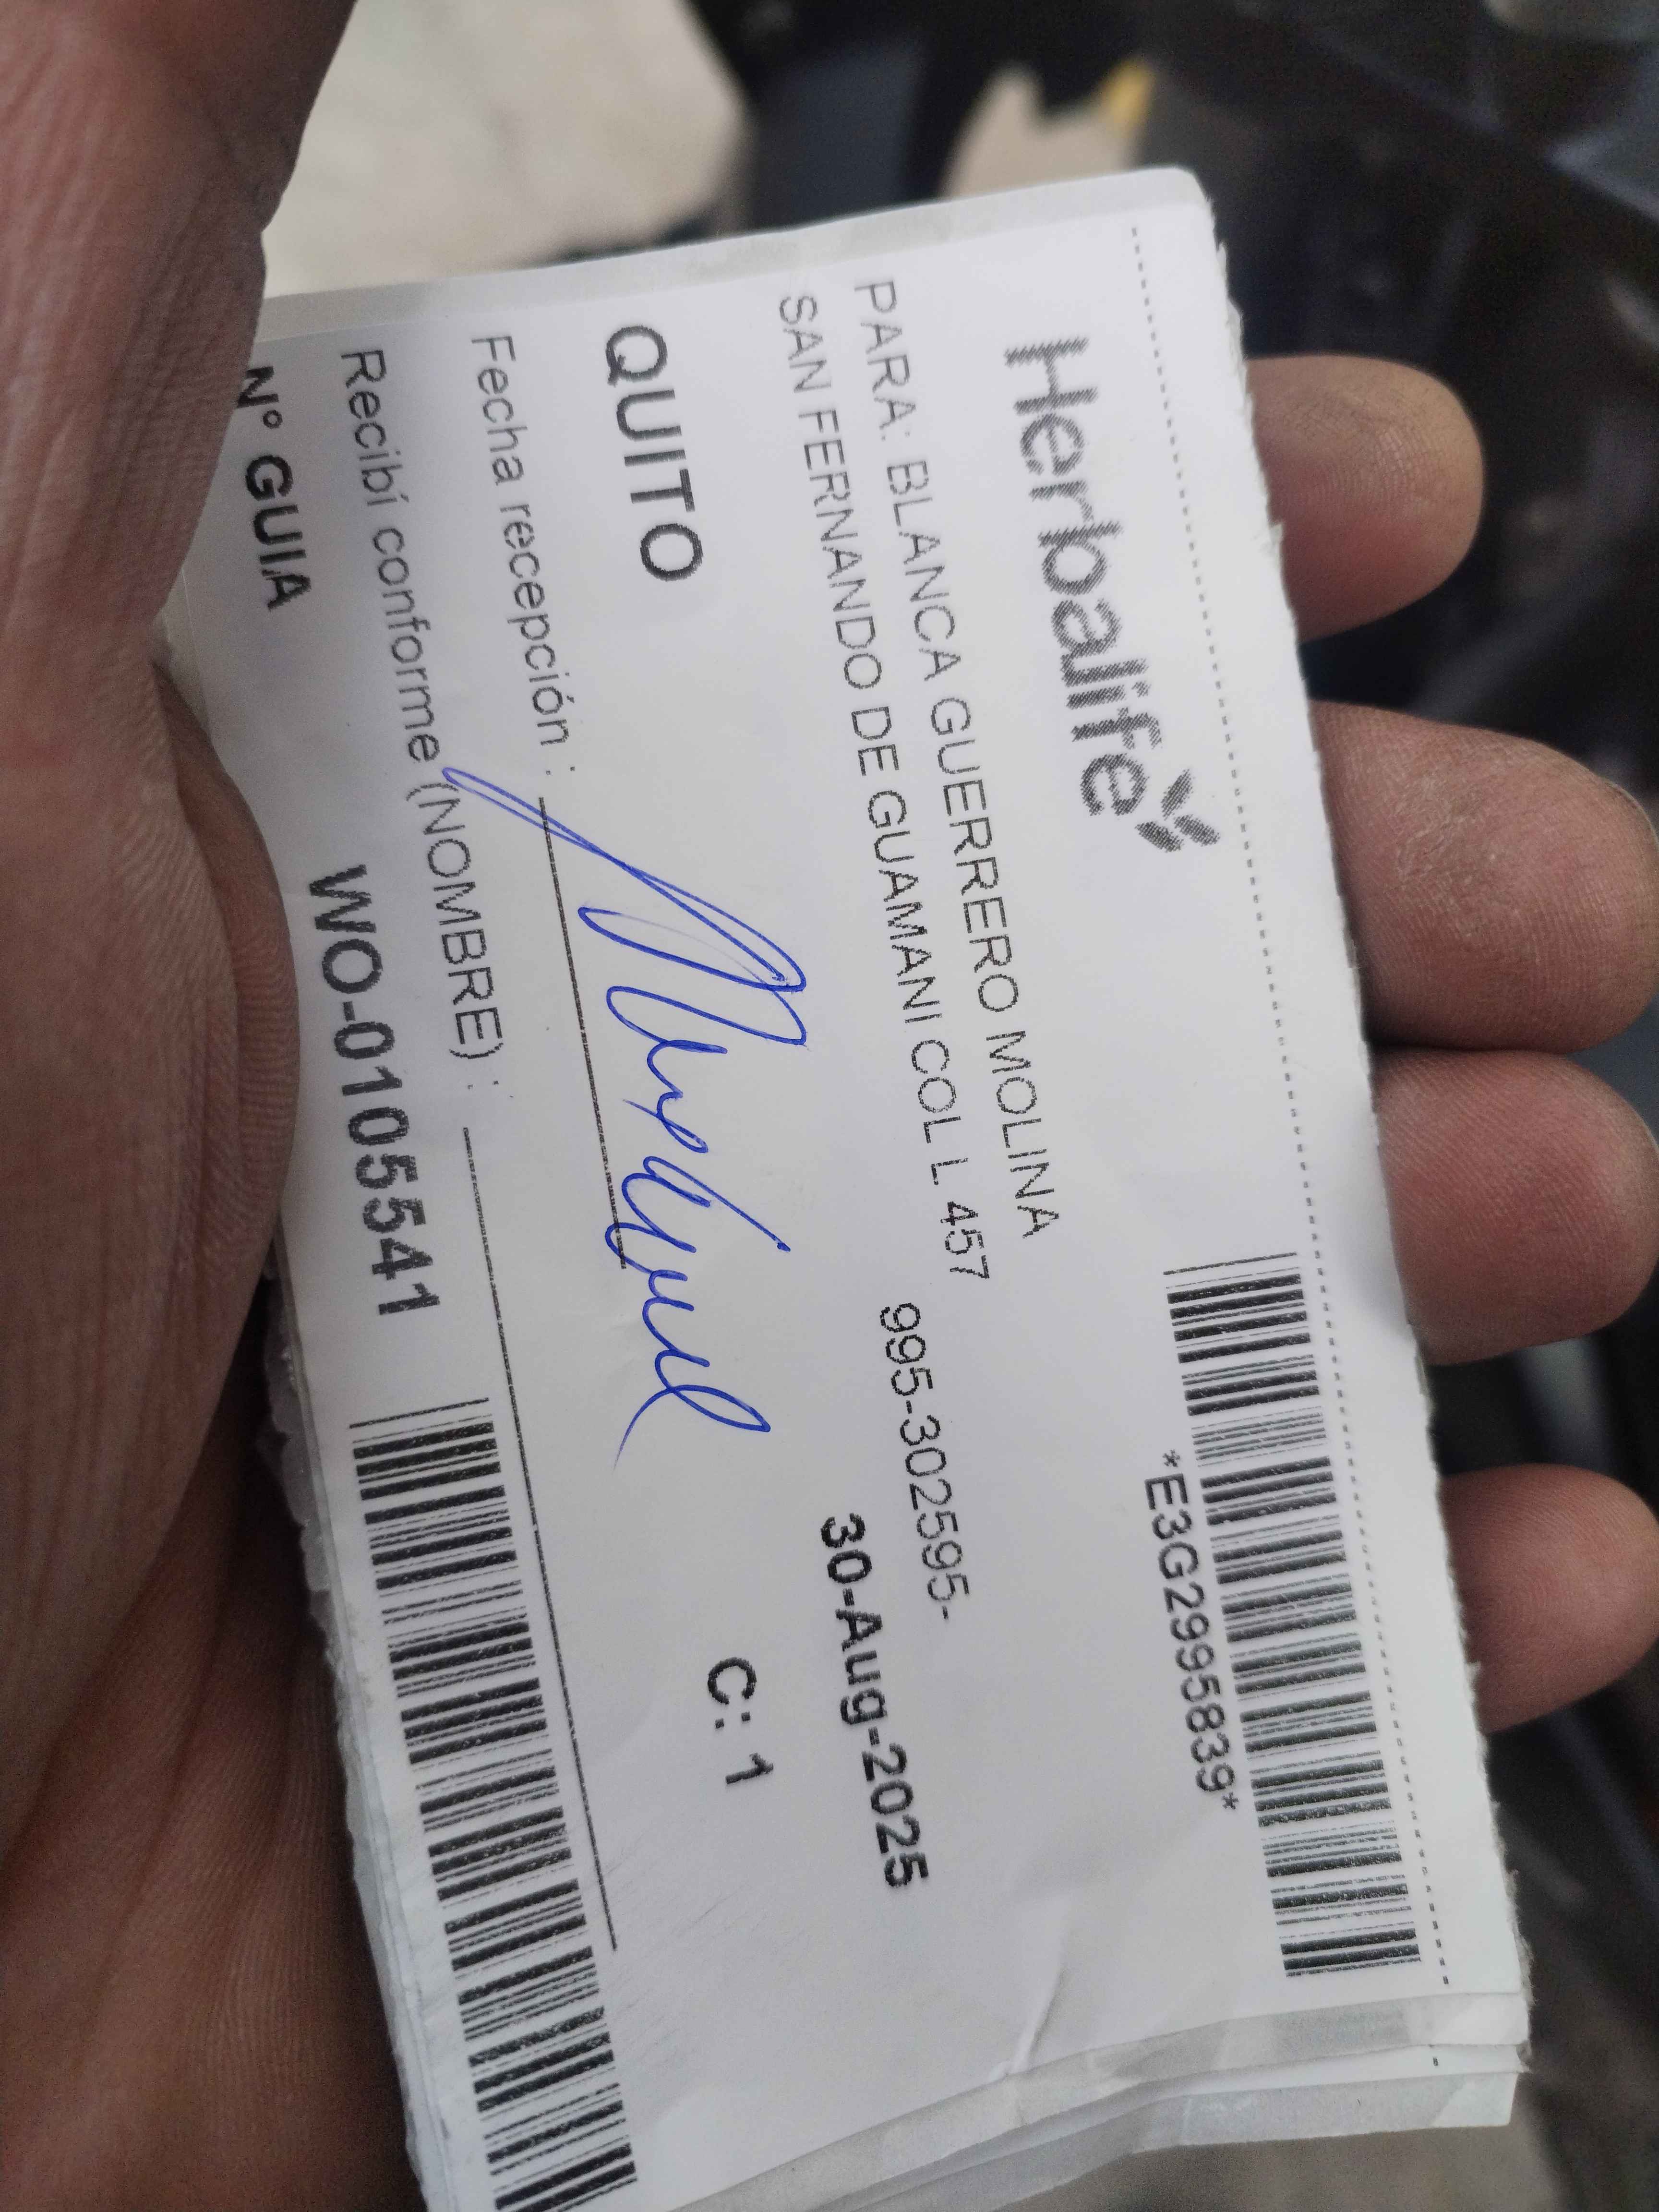 Herbalife
*E3G2995839*
PARA: BLANCA GUERRERO MOLINA
SAN FERNANDO DE GUAMANI COL L 457
995-302595-
30-Aug-2025
QUITO
C: 1
Fecha recepción :
Recibí conforme (NOMBRE) :
N° GUIA WO-0105541